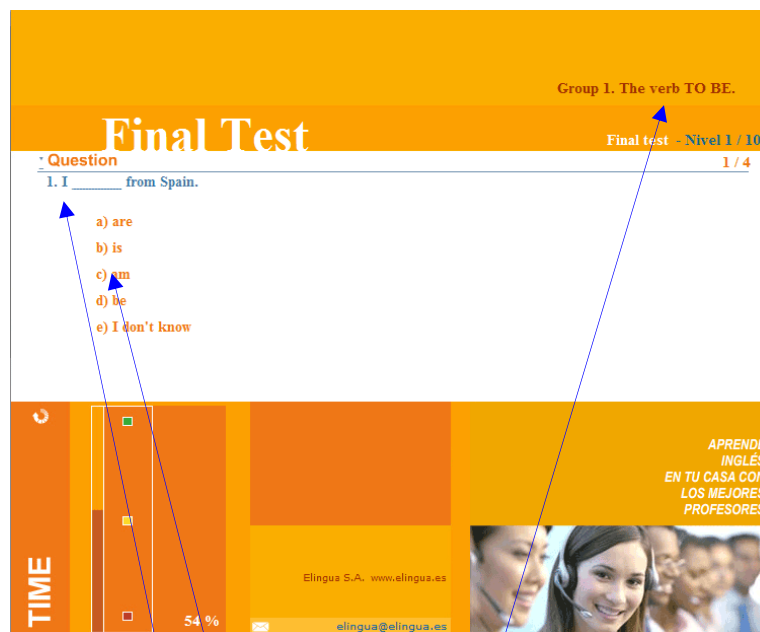 Group 1. The verb TO BE.
Final Test
Final test - Nivel 1 / 10
Question
1 / 4
1. I _______ from Spain.
a) are
b) is
c) am
d) be
e) I don't know
APRENDE
INGLÉS
EN TU CASA CON
LOS MEJORES
PROFESORES
TIME
54 %
Elingua S.A. www.elingua.es
elingua@elingua.es